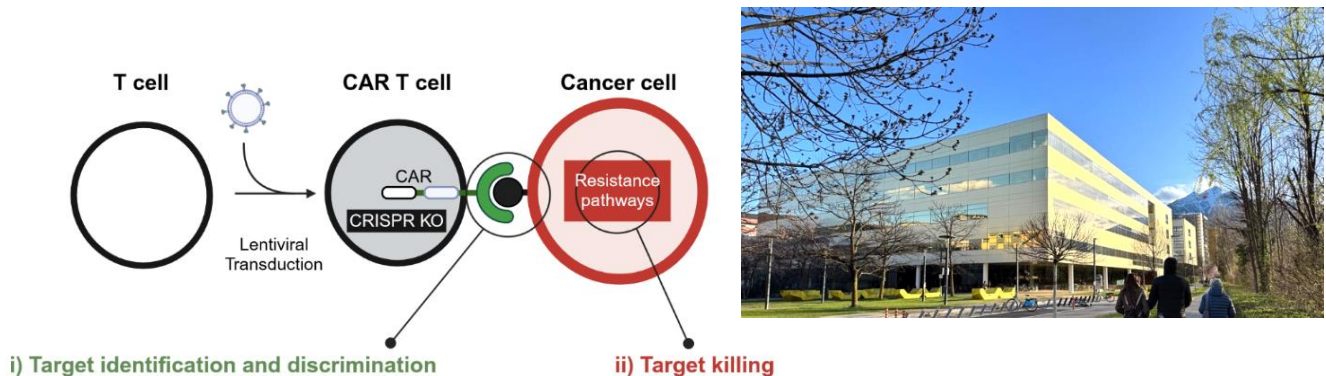 T cell
CAR T cell
Cancer cell
CAR
CRISPR KO
Resistance
pathways
Lentiviral
Transduction
i) Target identification and discrimination
ii) Target killing